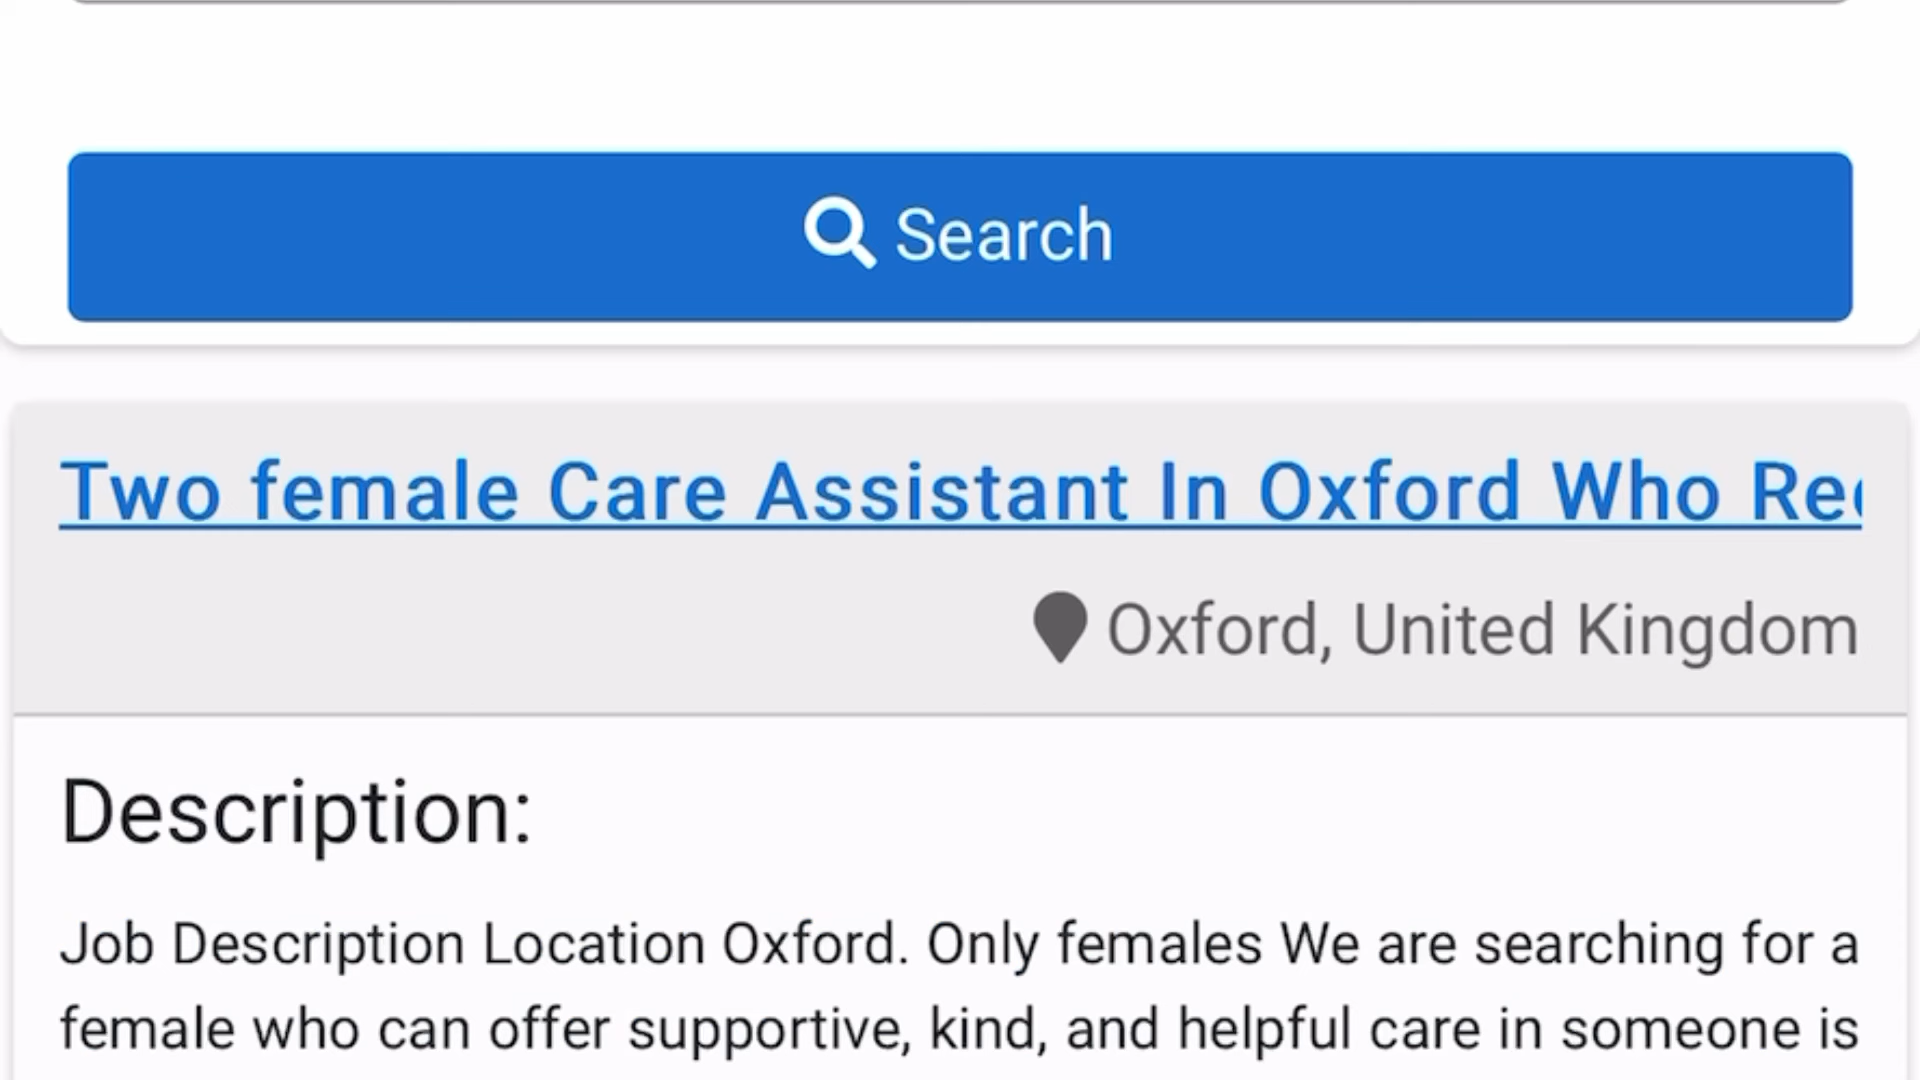 Search
Two female Care Assistant In Oxford Who
Oxford, United Kingdom
Description:
Job Description Location Oxford. Only females We are searching for a
female who can offer supportive, kind, and helpful care in someone is